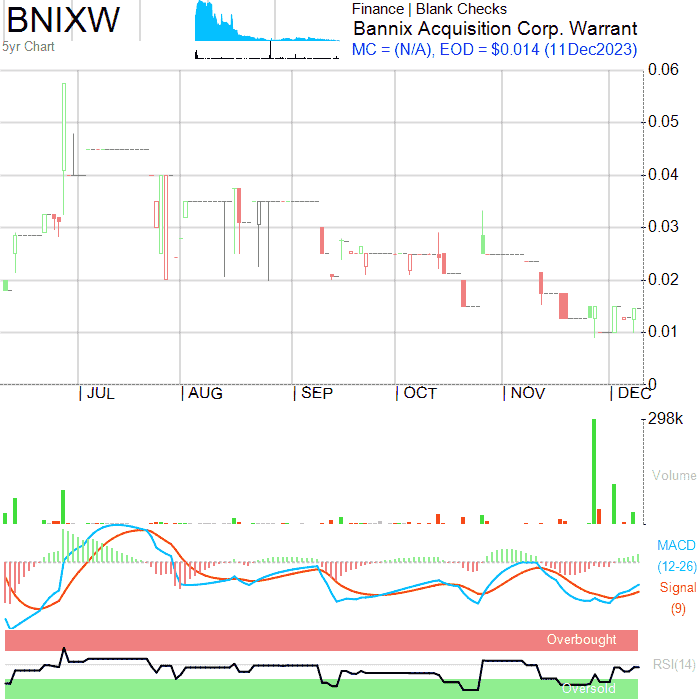 BNIXW
5yr Chart
Finance | Blank Checks
Bannix Acquisition Corp. Warrant
MC = (N/A), EOD = $0.014 (11Dec2023)
0.06
0.05
0.04
0.03
0.02
0.01
0
| JUL | AUG | SEP | OCT | NOV | DEC
298k
Volume
MACD
(12-26)
Signal
(9)
Overbought
RSI(14)
Oversold